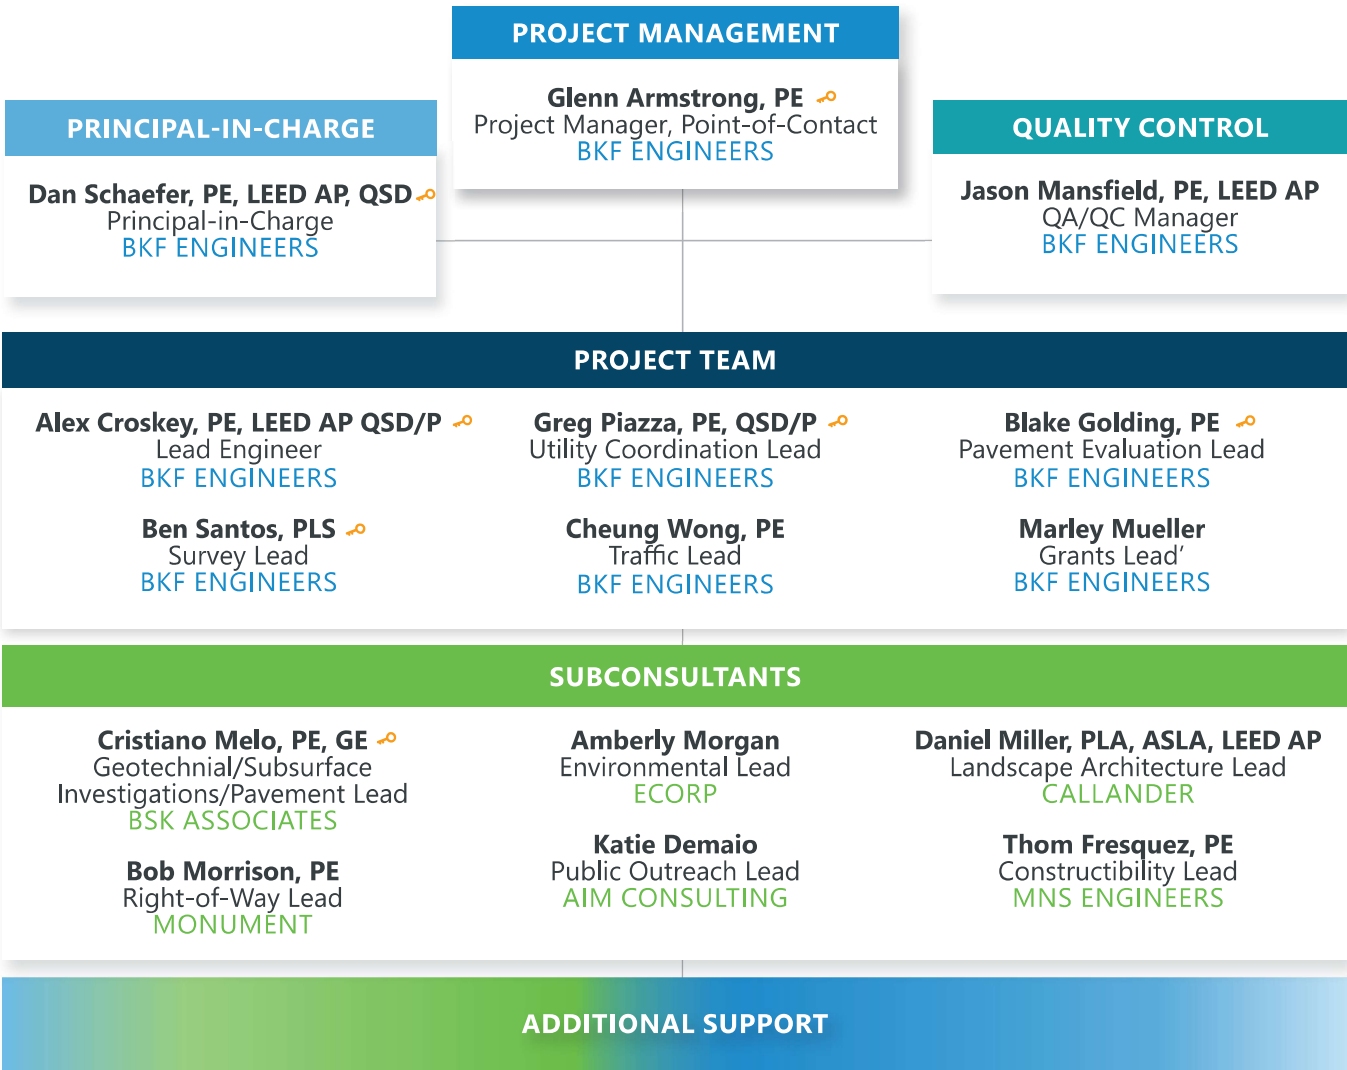 PROJECT MANAGEMENT
Glenn Armstrong, PE
Project Manager, Point-of-Contact
BKF ENGINEERS
PRINCIPAL-IN-CHARGE
Dan Schaefer, PE, LEED AP, QSD
Principal-in-Charge
BKF ENGINEERS
QUALITY CONTROL
Jason Mansfield, PE, LEED AP
QA/QC Manager
BKF ENGINEERS
PROJECT TEAM
Alex Croskey, PE, LEED AP QSD/P
Lead Engineer
BKF ENGINEERS
Greg Piazza, PE, QSD/P
Utility Coordination Lead
BKF ENGINEERS
Blake Golding, PE
Pavement Evaluation Lead
BKF ENGINEERS
Ben Santos, PLS
Survey Lead
BKF ENGINEERS
Cheung Wong, PE
Traffic Lead
BKF ENGINEERS
Marley Mueller
Grants Lead’
BKF ENGINEERS
SUBCONSULTANTS
Cristiano Melo, PE, GE
Geotechnial/Subsurface
Investigations/Pavement Lead
BSK ASSOCIATES
Amberly Morgan
Environmental Lead
ECORP
Daniel Miller, PLA, ASLA, LEED AP
Landscape Architecture Lead
CALLANDER
Bob Morrison, PE
Right-of-Way Lead
MONUMENT
Katie Demaio
Public Outreach Lead
AIM CONSULTING
Thom Fresquez, PE
Constructibility Lead
MNS ENGINEERS
ADDITIONAL SUPPORT